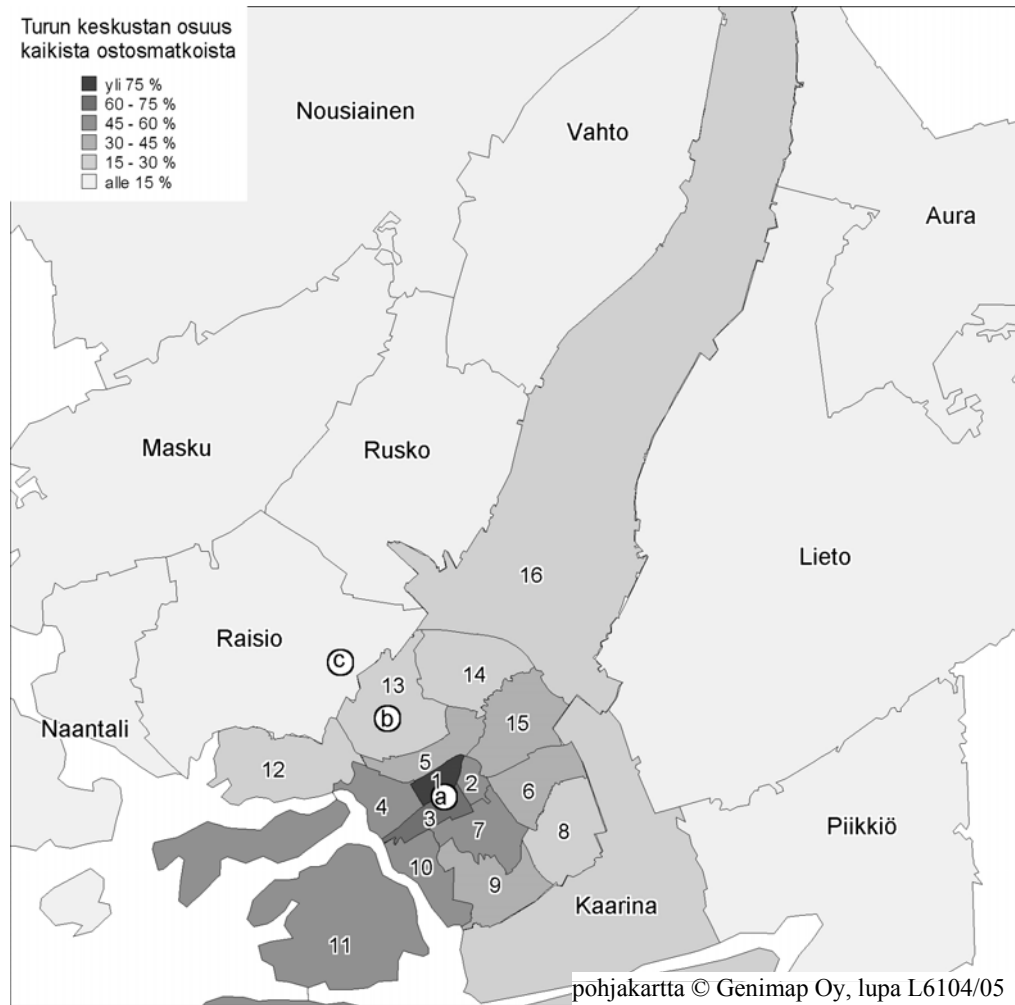 Turun keskustan osuus
kaikista ostosmatkoista
yli 75 %
60 - 75 %
45 - 60 %
30 - 45 %
15 - 30 %
alle 15 %
Nousiainen
Vahto
Aura
Masku
Rusko
Lieto
16
Raisio
c
14
13
b
15
Naantali
12
5
1
2
a
6
4
3
7
8
Piikkiö
10
9
Kaarina
11
pohjakartta © Genimap Oy, lupa L6104/05